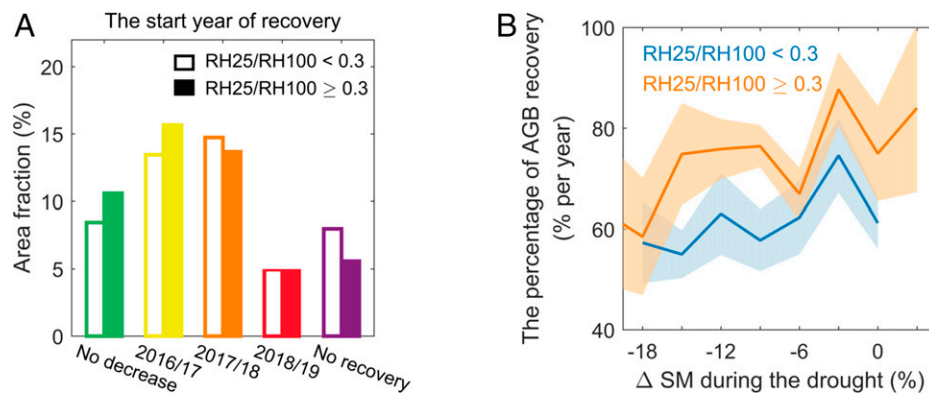 A
The start year of recovery
RH25/RH100 < 0.3
RH25/RH100 ≥ 0.3
Area fraction (%)
20
15
10
5
0
No decrease
2016/17
2017/18
2018/19
No recovery
B
RH25/RH100 < 0.3
RH25/RH100 ≥ 0.3
The percentage of AGB recovery
(% per year)
100
80
60
40
-18
-12
-6
0
Δ SM during the drought (%)